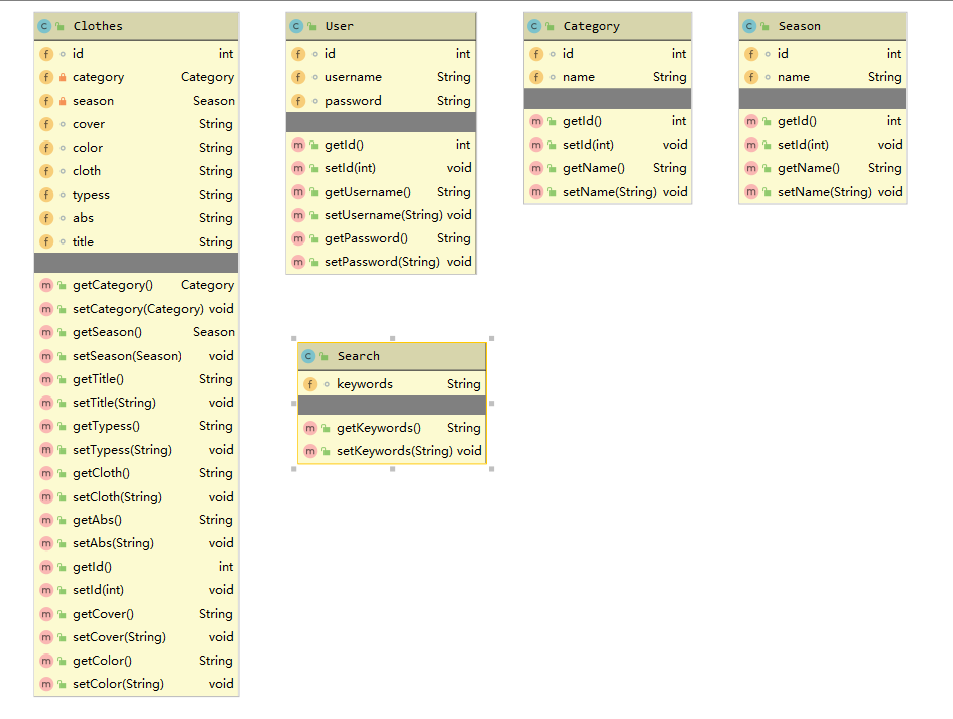 C Clothes
f id int
f category Category
f season Season
f cover String
f color String
f cloth String
f typess String
f abs String
f title String
m getCategory() Category
m setCategory(Category) void
m getSeason() Season
m setSeason(Season) void
m getTitle() String
m setTitle(String) void
m getTypess() String
m setTypess(String) void
m getCloth() String
m setCloth(String) void
m getAbs() String
m setAbs(String) void
m getId() int
m setId(int) void
m getCover() String
m setCover(String) void
m getColor() String
m setColor(String) void
C User
f id int
f username String
f password String
m getId() int
m setId(int) void
m getUsername() String
m setUsername(String) void
m getPassword() String
m setPassword(String) void
C Category
f id int
f name String
m getId() int
m setId(int) void
m getName() String
m setName(String) void
C Season
f id int
f name String
m getId() int
m setId(int) void
m getName() String
m setName(String) void
C Search
f keywords String
m getKeywords() String
m setKeywords(String) void